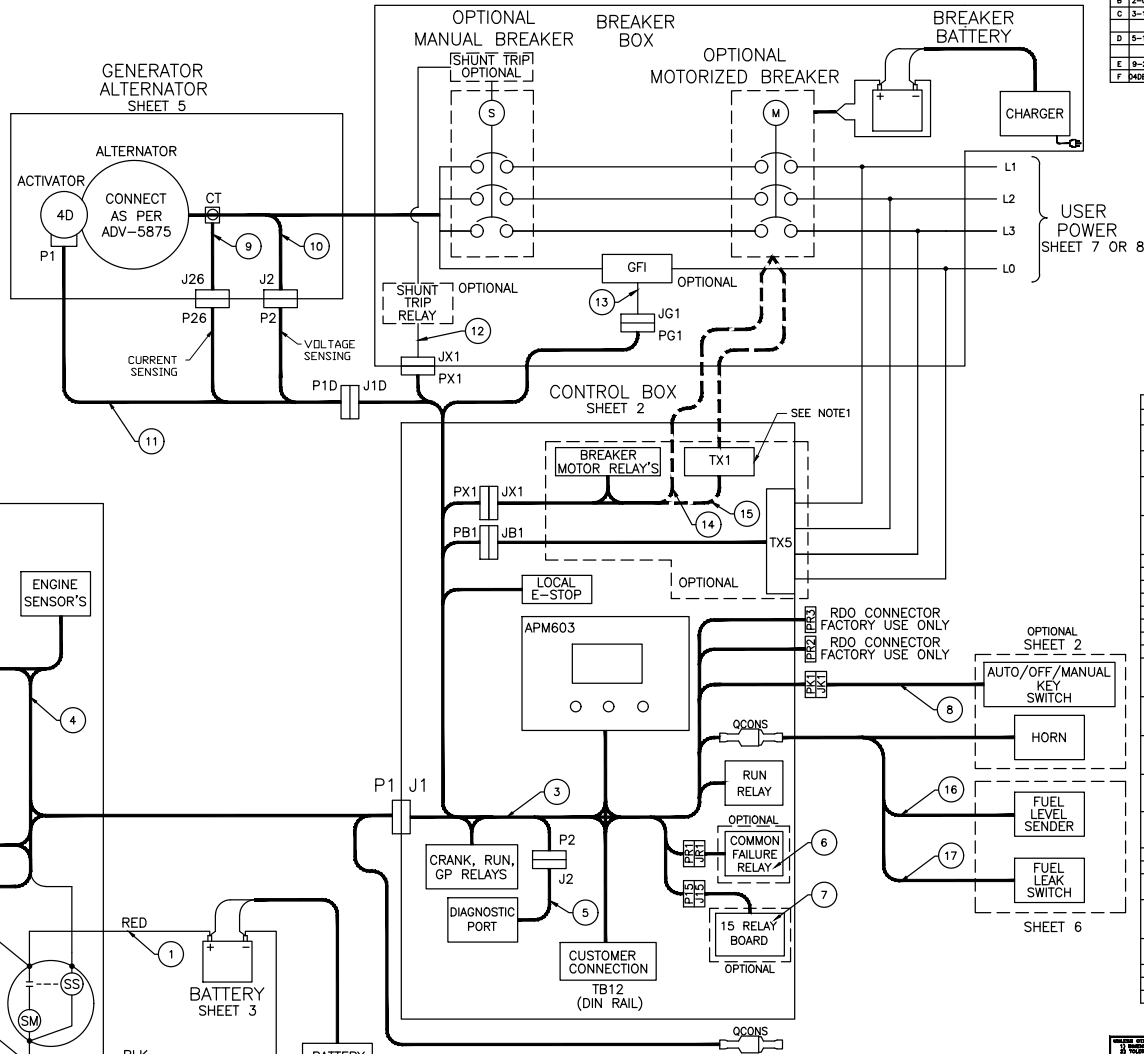 OPTIONAL
MANUAL BREAKER
BREAKER
BOX
BREAKER
BATTERY
C 3-
D 5-
E 9-
SHUNT TRIP
OPTIONAL
OPTIONAL
MOTORIZED BREAKER
GENERATOR
ALTERNATOR
SHEET 5
S
M
+ -
CHARGER
ALTERNATOR
ACTIVATOR
4D
CONNECT
AS PER
ADV-5875
CT
P1
L1
L2
L3
L0
USER
POWER
SHEET 7 OR 8
9
10
GFI
OPTIONAL
J26
J2
P26
P2
SHUNT
TRIP
RELAY
OPTIONAL
13
JG1
PG1
12
CURRENT
SENSING
VOLTAGE
SENSING
JX1
PX1
P1D
J1D
11
CONTROL BOX
SHEET 2
SEE NOTE1
BREAKER
MOTOR RELAY'S
TX1
PX1
JX1
14
15
PB1
JB1
TX5
OPTIONAL
LOCAL
E-STOP
ENGINE
SENSOR'S
APM603
PR3
RDO CONNECTOR
FACTORY USE ONLY
PR2
RDO CONNECTOR
FACTORY USE ONLY
OPTIONAL
SHEET 2
PK1
JK1
AUTO/OFF/MANUAL
KEY
SWITCH
4
8
QCONS
HORN
P1
J1
3
RUN
RELAY
16
FUEL
LEVEL
SENDER
OPTIONAL
PR1
JR1
COMMON
FAILURE
RELAY
6
P2
J2
CRANK, RUN,
GP RELAYS
17
FUEL
LEAK
SWITCH
SHEET 6
DIAGNOSTIC
PORT
5
P15
J15
7
15 RELAY
BOARD
OPTIONAL
RED
1
+ -
BATTERY
SHEET 3
SS
SM
CUSTOMER
CONNECTION
TB12
(DIN RAIL)
QCONS
BLK
BATTERY